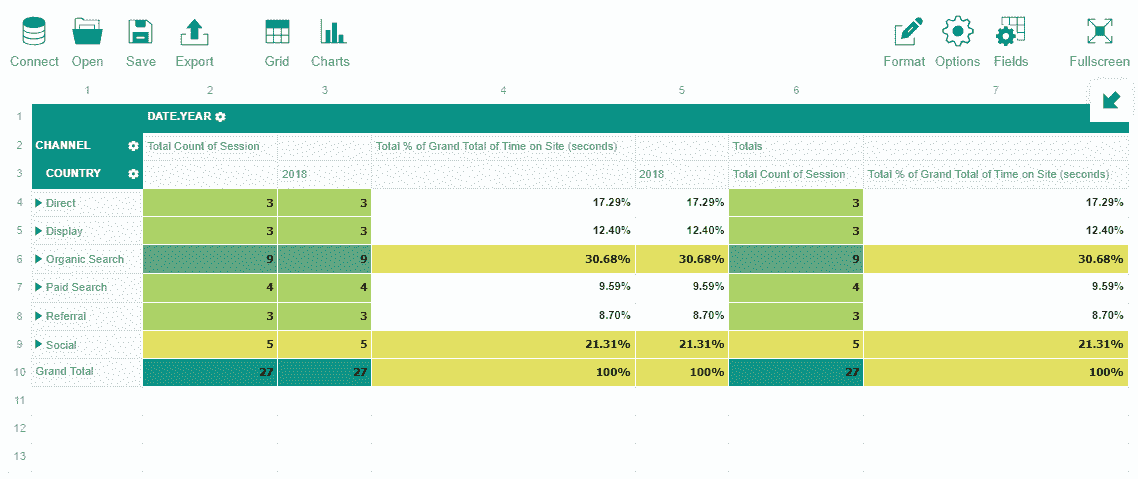 Connect Open Save Export Grid Charts Format Options Fields Fullscreen
1 2 3 4 5 6 7
1 DATE.YEAR
2 CHANNEL Total Count of Session Total % of Grand Total of Time on Site (seconds) Totals
3 COUNTRY 2018 2018 Total Count of Session Total % of Grand Total of Time on Site (seconds)
4 Direct 3 3 17.29% 17.29% 3 17.29%
5 Display 3 3 12.40% 12.40% 3 12.40%
6 Organic Search 9 9 30.68% 30.68% 9 30.68%
7 Paid Search 4 4 9.59% 9.59% 4 9.59%
8 Referral 3 3 8.70% 8.70% 3 8.70%
9 Social 5 5 21.31% 21.31% 5 21.31%
10 Grand Total 27 27 100% 100% 27 100%
11
12
13